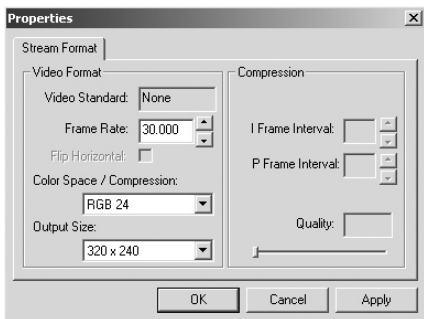 Properties
Stream Format
Video Format
Video Standard: None
Frame Rate: 30.000
Flip Horizontal:
Color Space / Compression:
RGB 24
Output Size:
320 x 240
Compression
I Frame Interval:
P Frame Interval:
Quality:
OK Cancel Apply